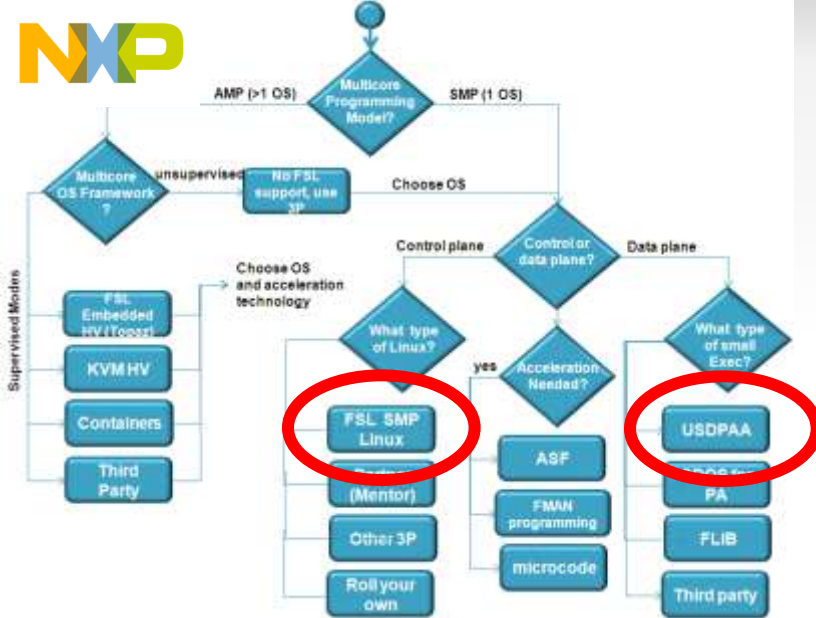 NXP
Multicore
Programming
Model?
AMP (>1 OS)
SMP (1 OS)
Multicore
OS Framework
?
unsupervised
No FSL
support, use
3P
Choose OS
Control or
data plane?
Control plane
Data plane
Choose OS
and acceleration
technology
Supervised Modes
FSL
Embedded
HV (Topaz)
KVM HV
Containers
Third
Party
What type
of Linux?
FSL SMP
Linux
(Mentor)
Other 3P
Roll your
own
yes
Acceleration
Needed?
ASF
FMAN
programming
microcode
What type
of small
Exec?
USDPAA
PA
FLIB
Third party